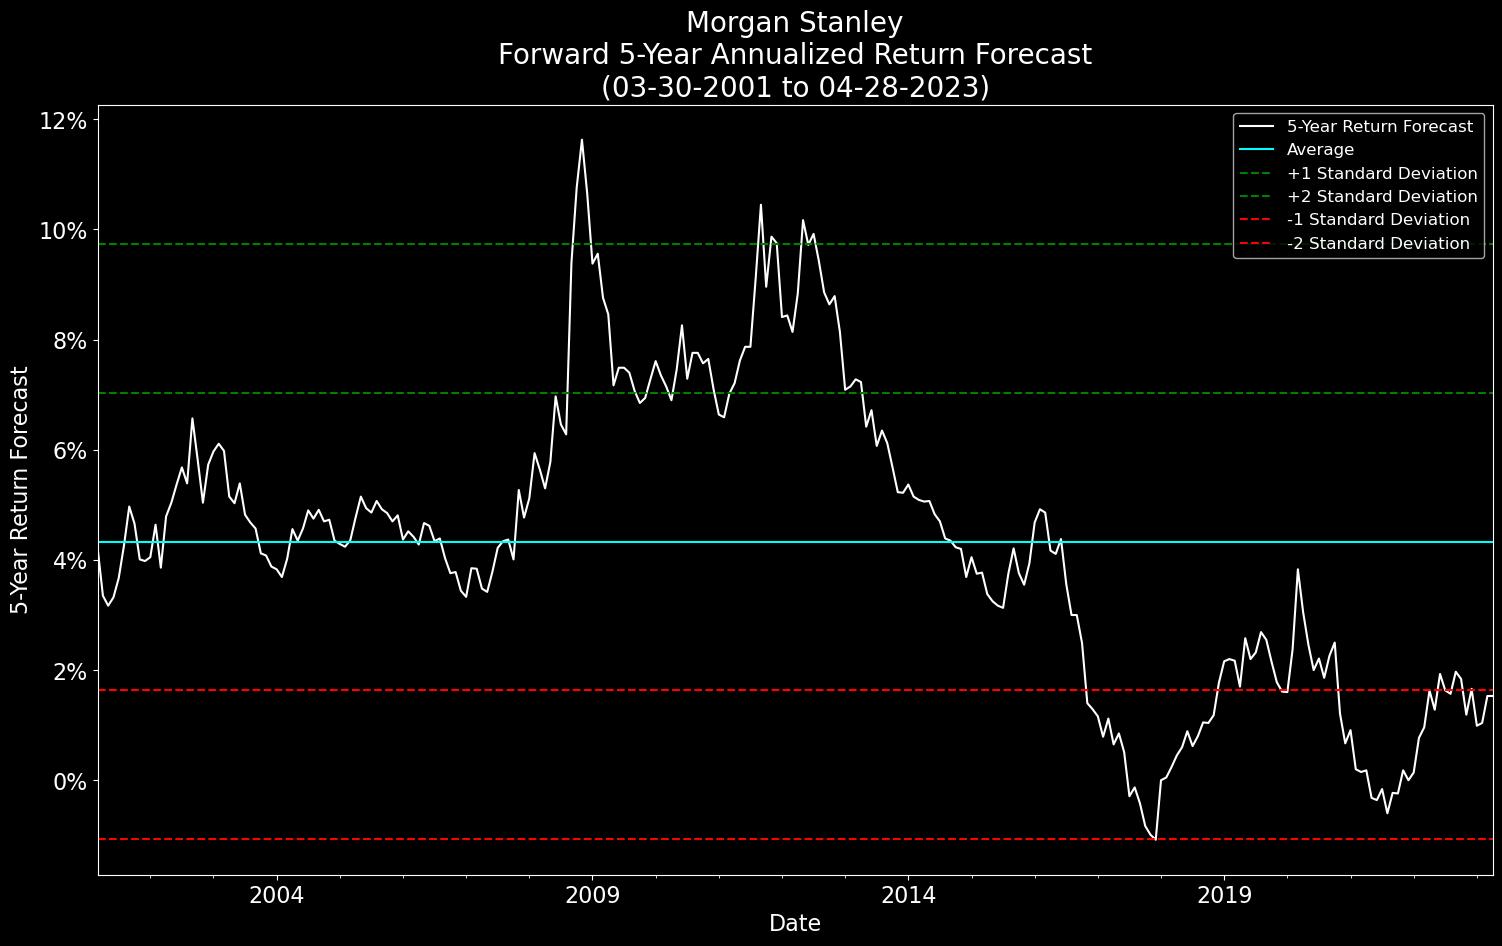 Morgan Stanley
Forward 5-Year Annualized Return Forecast
(03-30-2001 to 04-28-2023)
12%
10%
8%
6%
4%
2%
0%
5-Year Return Forecast
5-Year Return Forecast
Average
+1 Standard Deviation
+2 Standard Deviation
-1 Standard Deviation
-2 Standard Deviation
2004 2009 2014 2019
Date